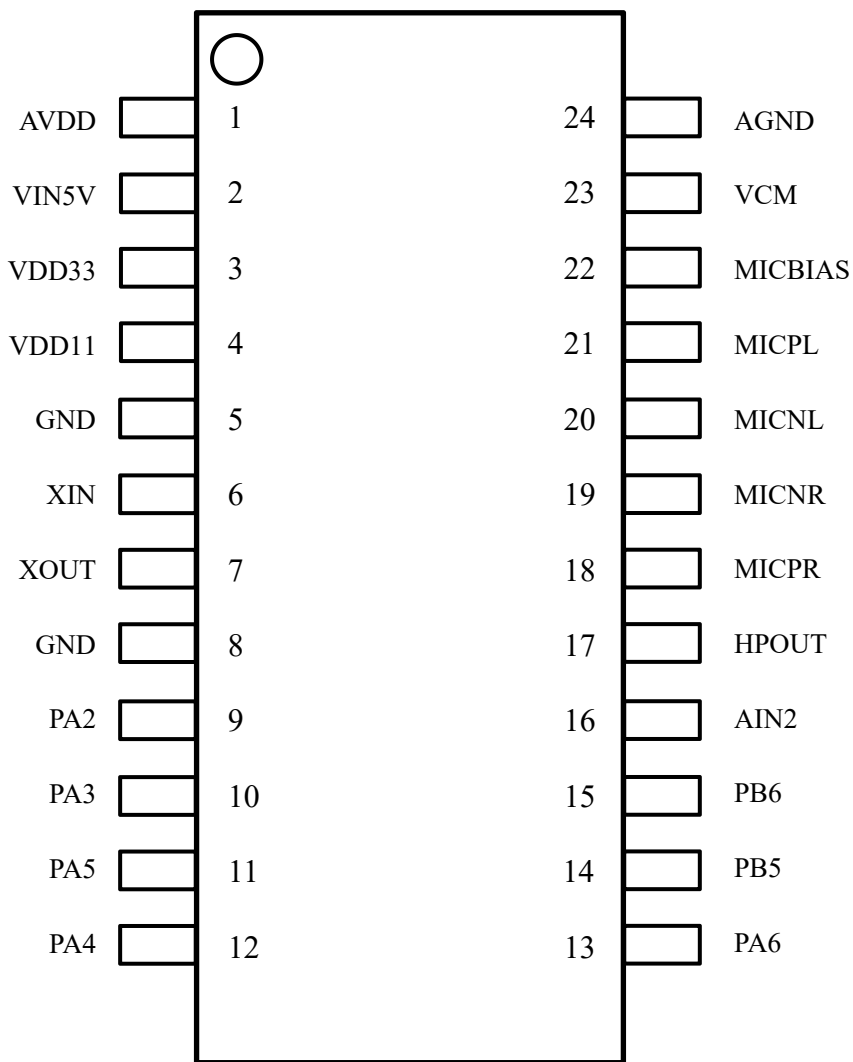 AVDD 1 24 AGND
VIN5V 2 23 VCM
VDD33 3 22 MICBIAS
VDD11 4 21 MICPL
GND 5 20 MICNL
XIN 6 19 MICNR
XOUT 7 18 MICPR
GND 8 17 HPOUT
PA2 9 16 AIN2
PA3 10 15 PB6
PA5 11 14 PB5
PA4 12 13 PA6